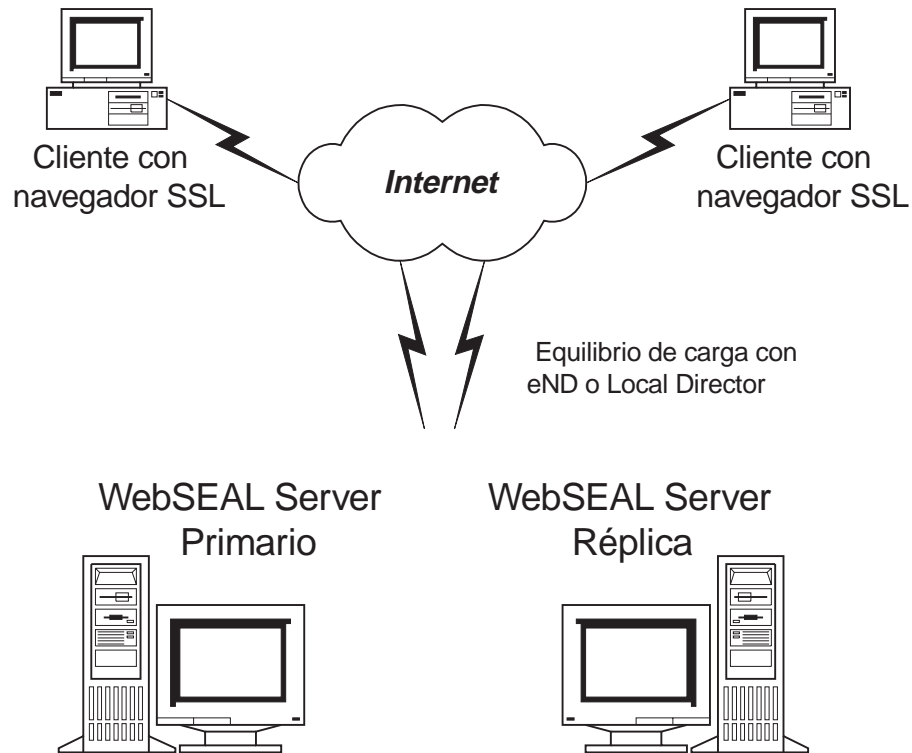 Cliente con
navegador SSL
Internet
Cliente con
navegador SSL
Equilibrio de carga con
eND o Local Director
WebSEAL Server
Primario
WebSEAL Server
Réplica